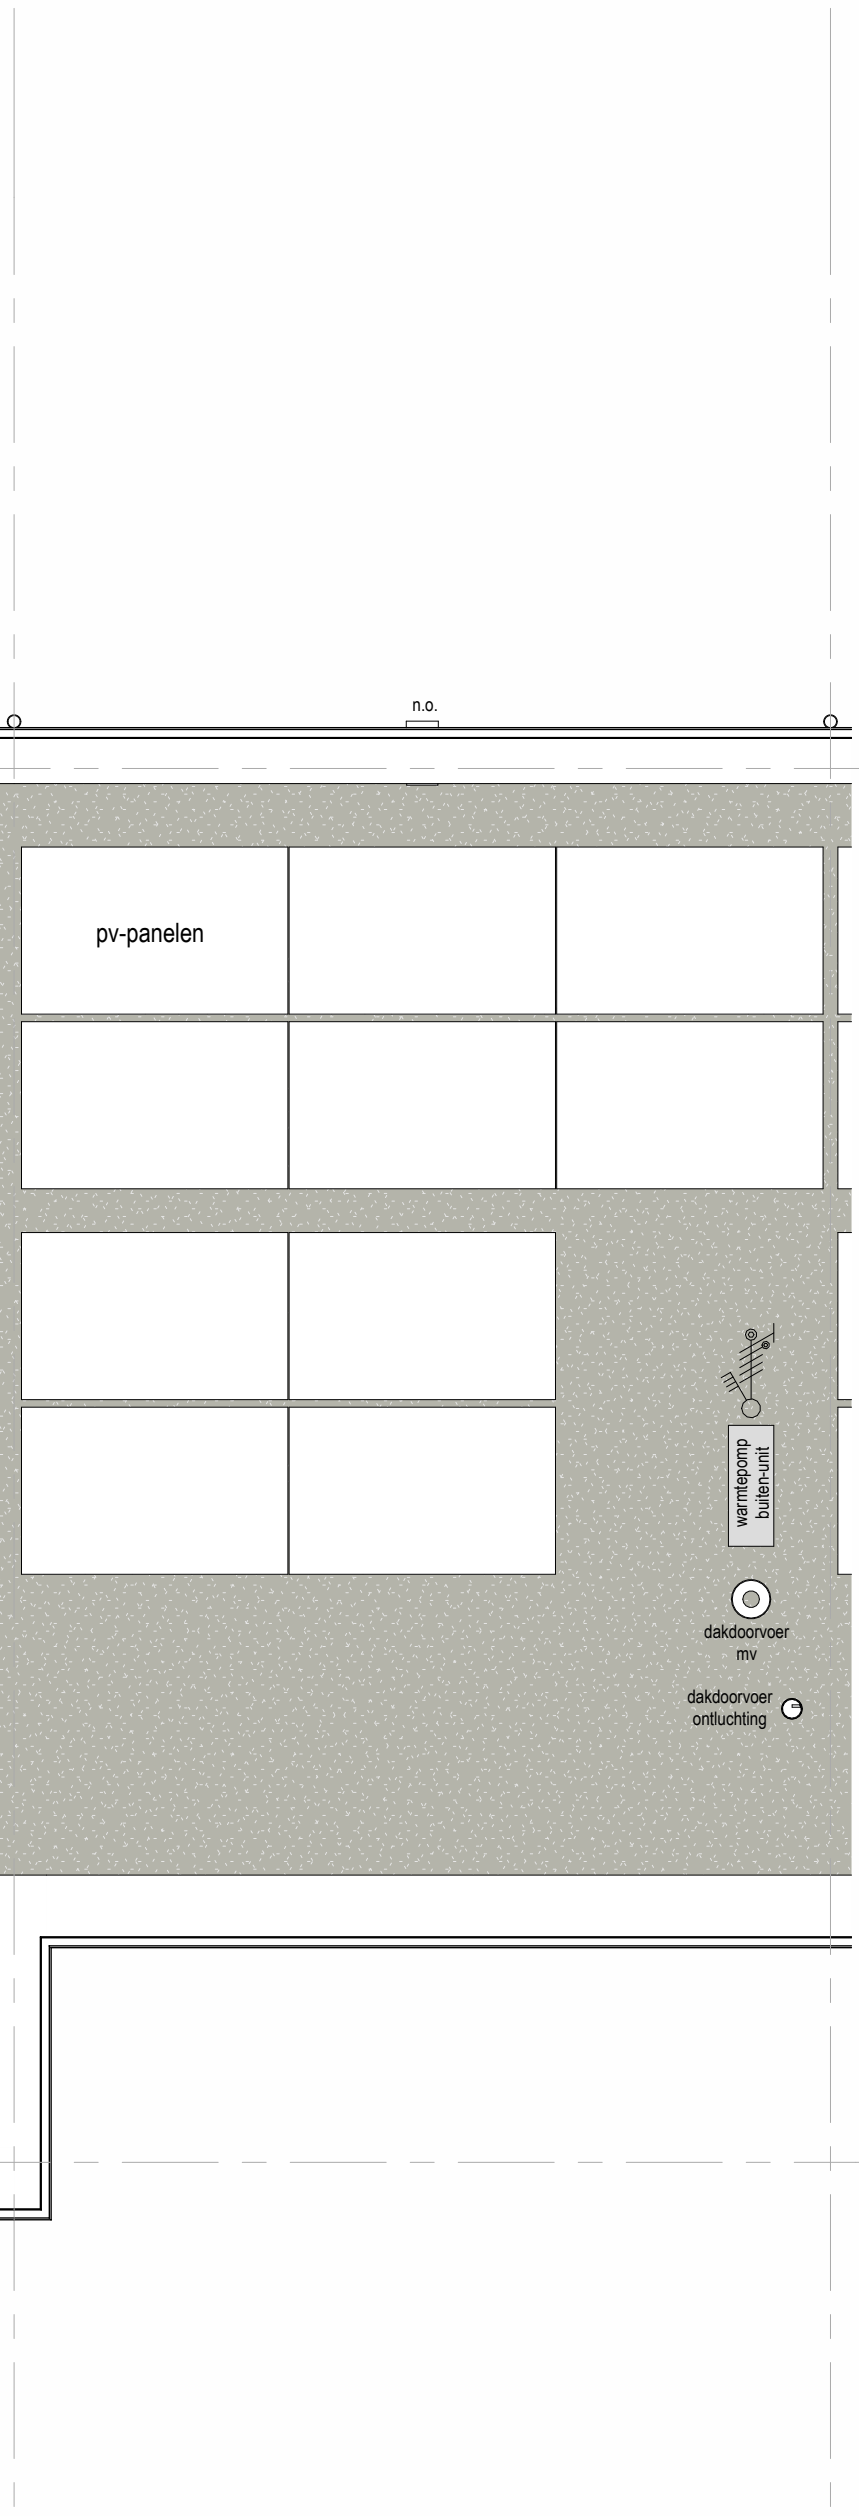 n.o.
pv-panelen
warmtepomp
buiten-unit
dakdoorvoer
mv
dakdoorvoer
ontluchting